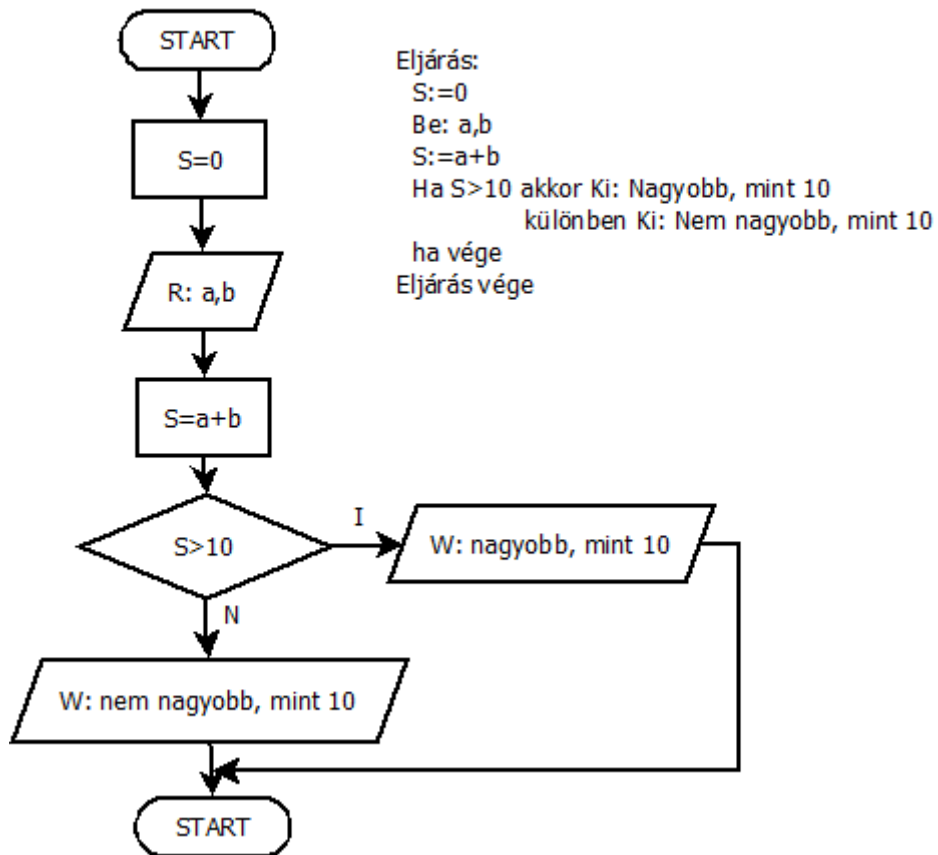 START
S=0
R: a,b
S=a+b
S>10
I
W: nagyobb, mint 10
N
W: nem nagyobb, mint 10
START
Eljárás:
S:=0
Be: a,b
S:=a+b
Ha S>10 akkor Ki: Nagyobb, mint 10
különben Ki: Nem nagyobb, mint 10
ha vége
Eljárás vége